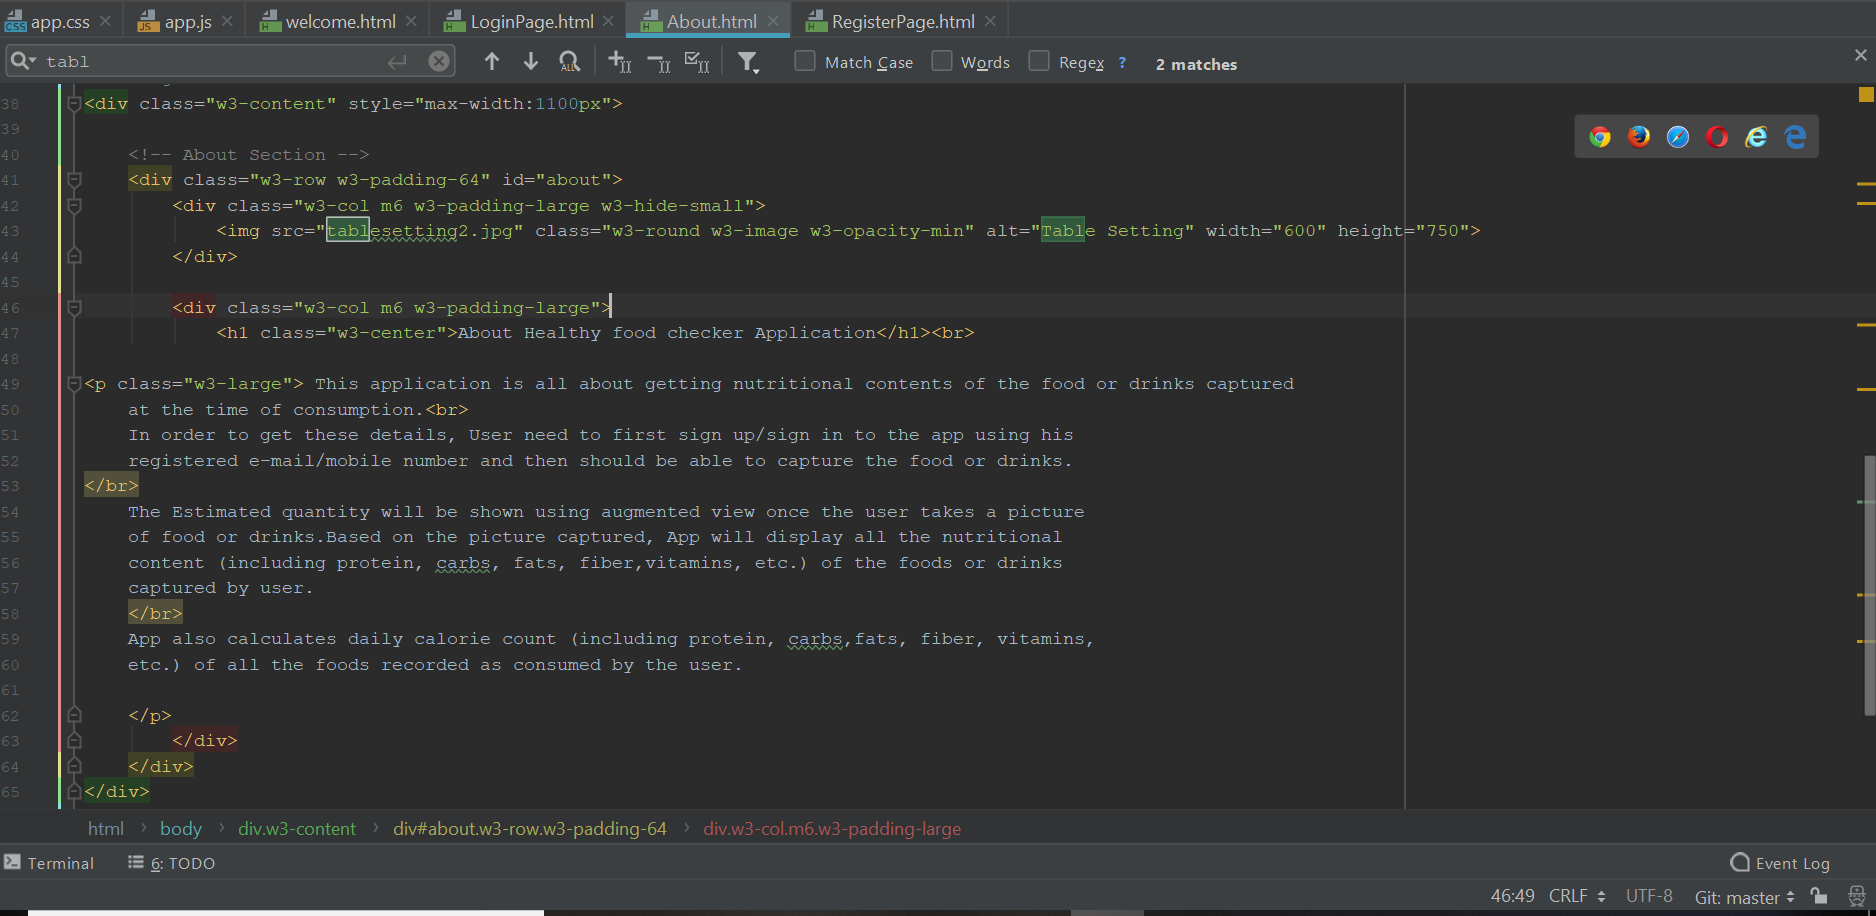 app.css app.js welcome.html LoginPage.html About.html RegisterPage.html
tabl Match Case Words Regex ? 2 matches
38 <div class="w3-content" style="max-width:1100px">
39
40 <!-- About Section -->
41 <div class="w3-row w3-padding-64" id="about">
42 <div class="w3-col m6 w3-padding-large w3-hide-small">
43 <img src="tablesetting2.jpg" class="w3-round w3-image w3-opacity-min" alt="Table Setting" width="600" height="750">
44 </div>
45
46 <div class="w3-col m6 w3-padding-large">
47 <h1 class="w3-center">About Healthy food checker Application</h1><br>
48
49 <p class="w3-large"> This application is all about getting nutritional contents of the food or drinks captured
50 at the time of consumption.<br>
51 In order to get these details, User need to first sign up/sign in to the app using his
52 registered e-mail/mobile number and then should be able to capture the food or drinks.
53 </br>
54 The Estimated quantity will be shown using augmented view once the user takes a picture
55 of food or drinks.Based on the picture captured, App will display all the nutritional
56 content (including protein, carbs, fats, fiber,vitamins, etc.) of the foods or drinks
57 captured by user.
58 </br>
59 App also calculates daily calorie count (including protein, carbs,fats, fiber, vitamins,
60 etc.) of all the foods recorded as consumed by the user.
61
62 </p>
63 </div>
64 </div>
65 </div>
html › body › div.w3-content › div#about.w3-row.w3-padding-64 › div.w3-col.m6.w3-padding-large
Terminal 6: TODO Event Log
46:49 CRLF UTF-8 Git: master